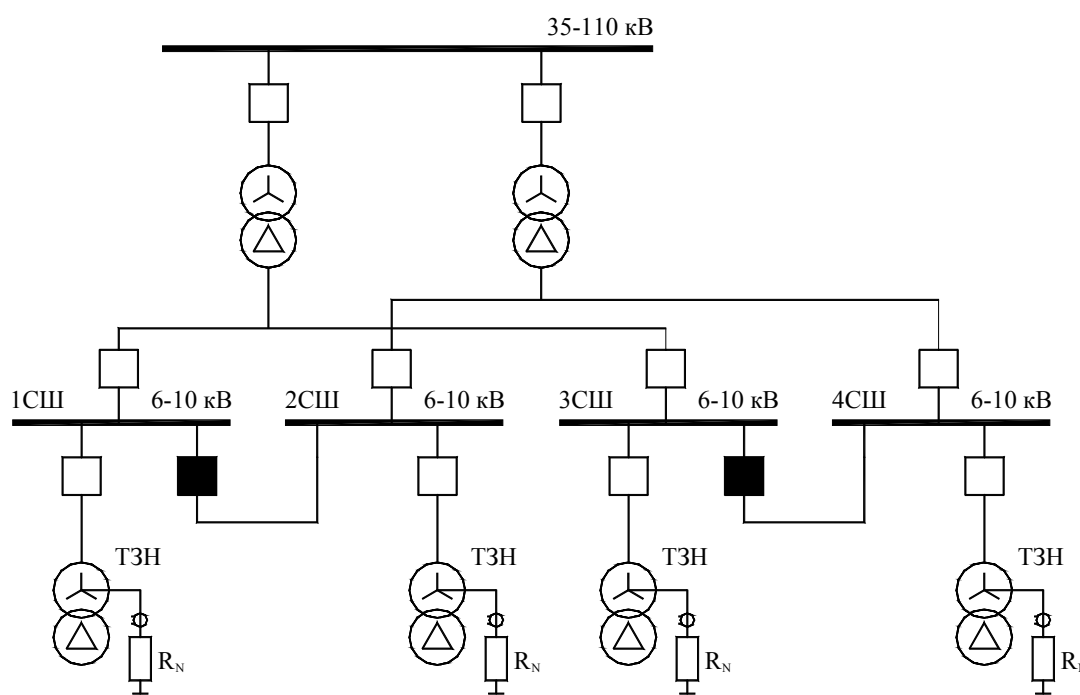 35-110 кВ
1СШ 6-10 кВ 2СШ 6-10 кВ 3СШ 6-10 кВ 4СШ 6-10 кВ
ТЗН ТЗН ТЗН ТЗН
R_N R_N R_N R_N